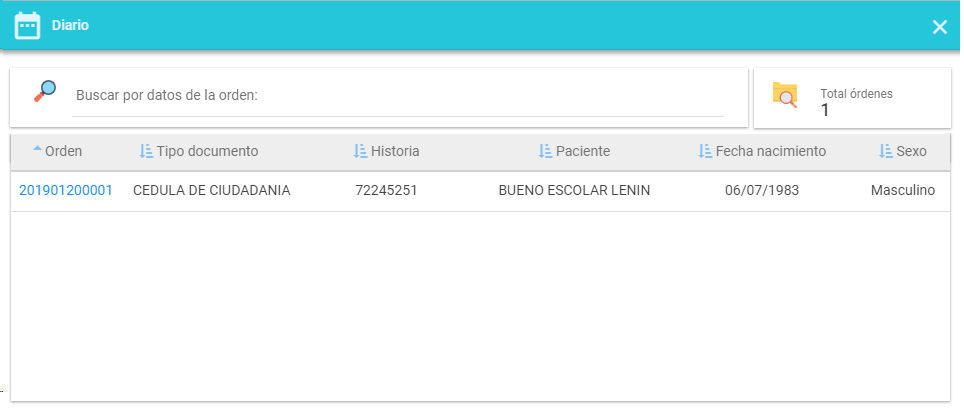 Diario
Buscar por datos de la orden:
Total órdenes
1
Orden Tipo documento Historia Paciente Fecha nacimiento Sexo
201901200001 CEDULA DE CIUDADANIA 72245251 BUENO ESCOLAR LENIN 06/07/1983 Masculino